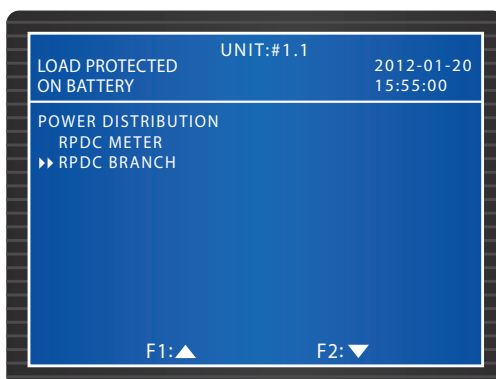 UNIT:#1.1
LOAD PROTECTED 2012-01-20
ON BATTERY 15:55:00
POWER DISTRIBUTION
RPDC METER
RPDC BRANCH
F1: F2: